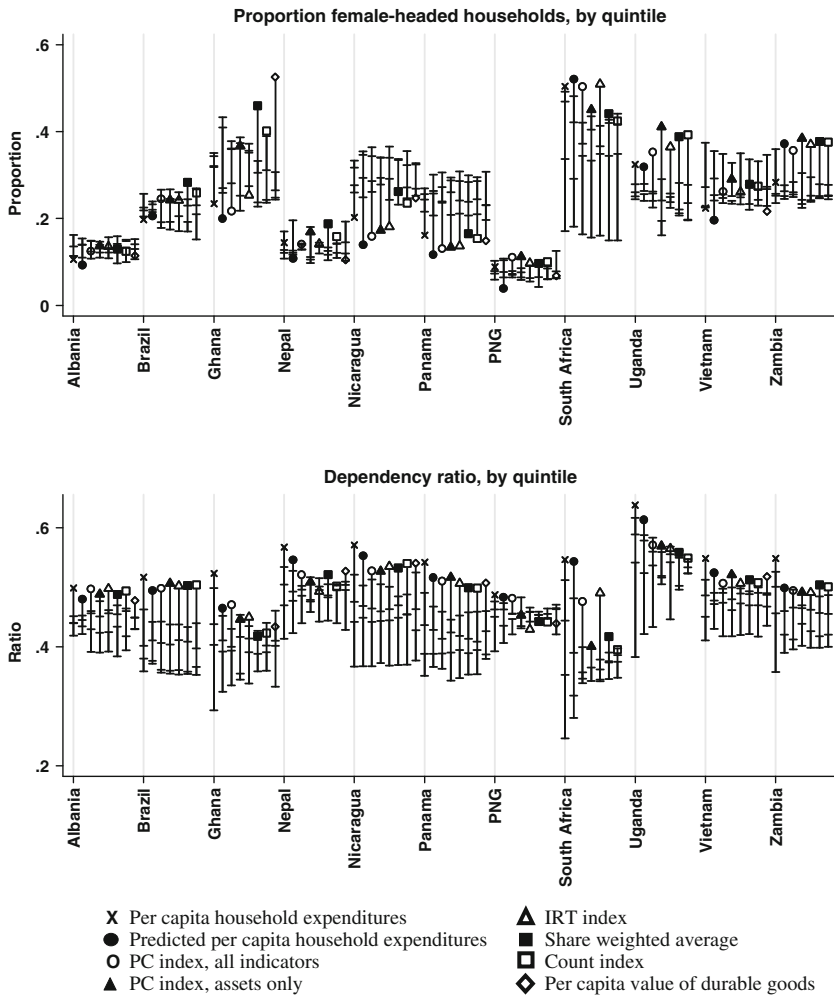 Proportion female-headed households, by quintile
.6
.4
.2
0
Proportion
Albania
Brazil
Ghana
Nepal
Nicaragua
Panama
PNG
South Africa
Uganda
Vietnam
Zambia
Dependency ratio, by quintile
.6
.4
.2
Ratio
Albania
Brazil
Ghana
Nepal
Nicaragua
Panama
PNG
South Africa
Uganda
Vietnam
Zambia
Per capita household expenditures
Predicted per capita household expenditures
PC index, all indicators
PC index, assets only
IRT index
Share weighted average
Count index
Per capita value of durable goods